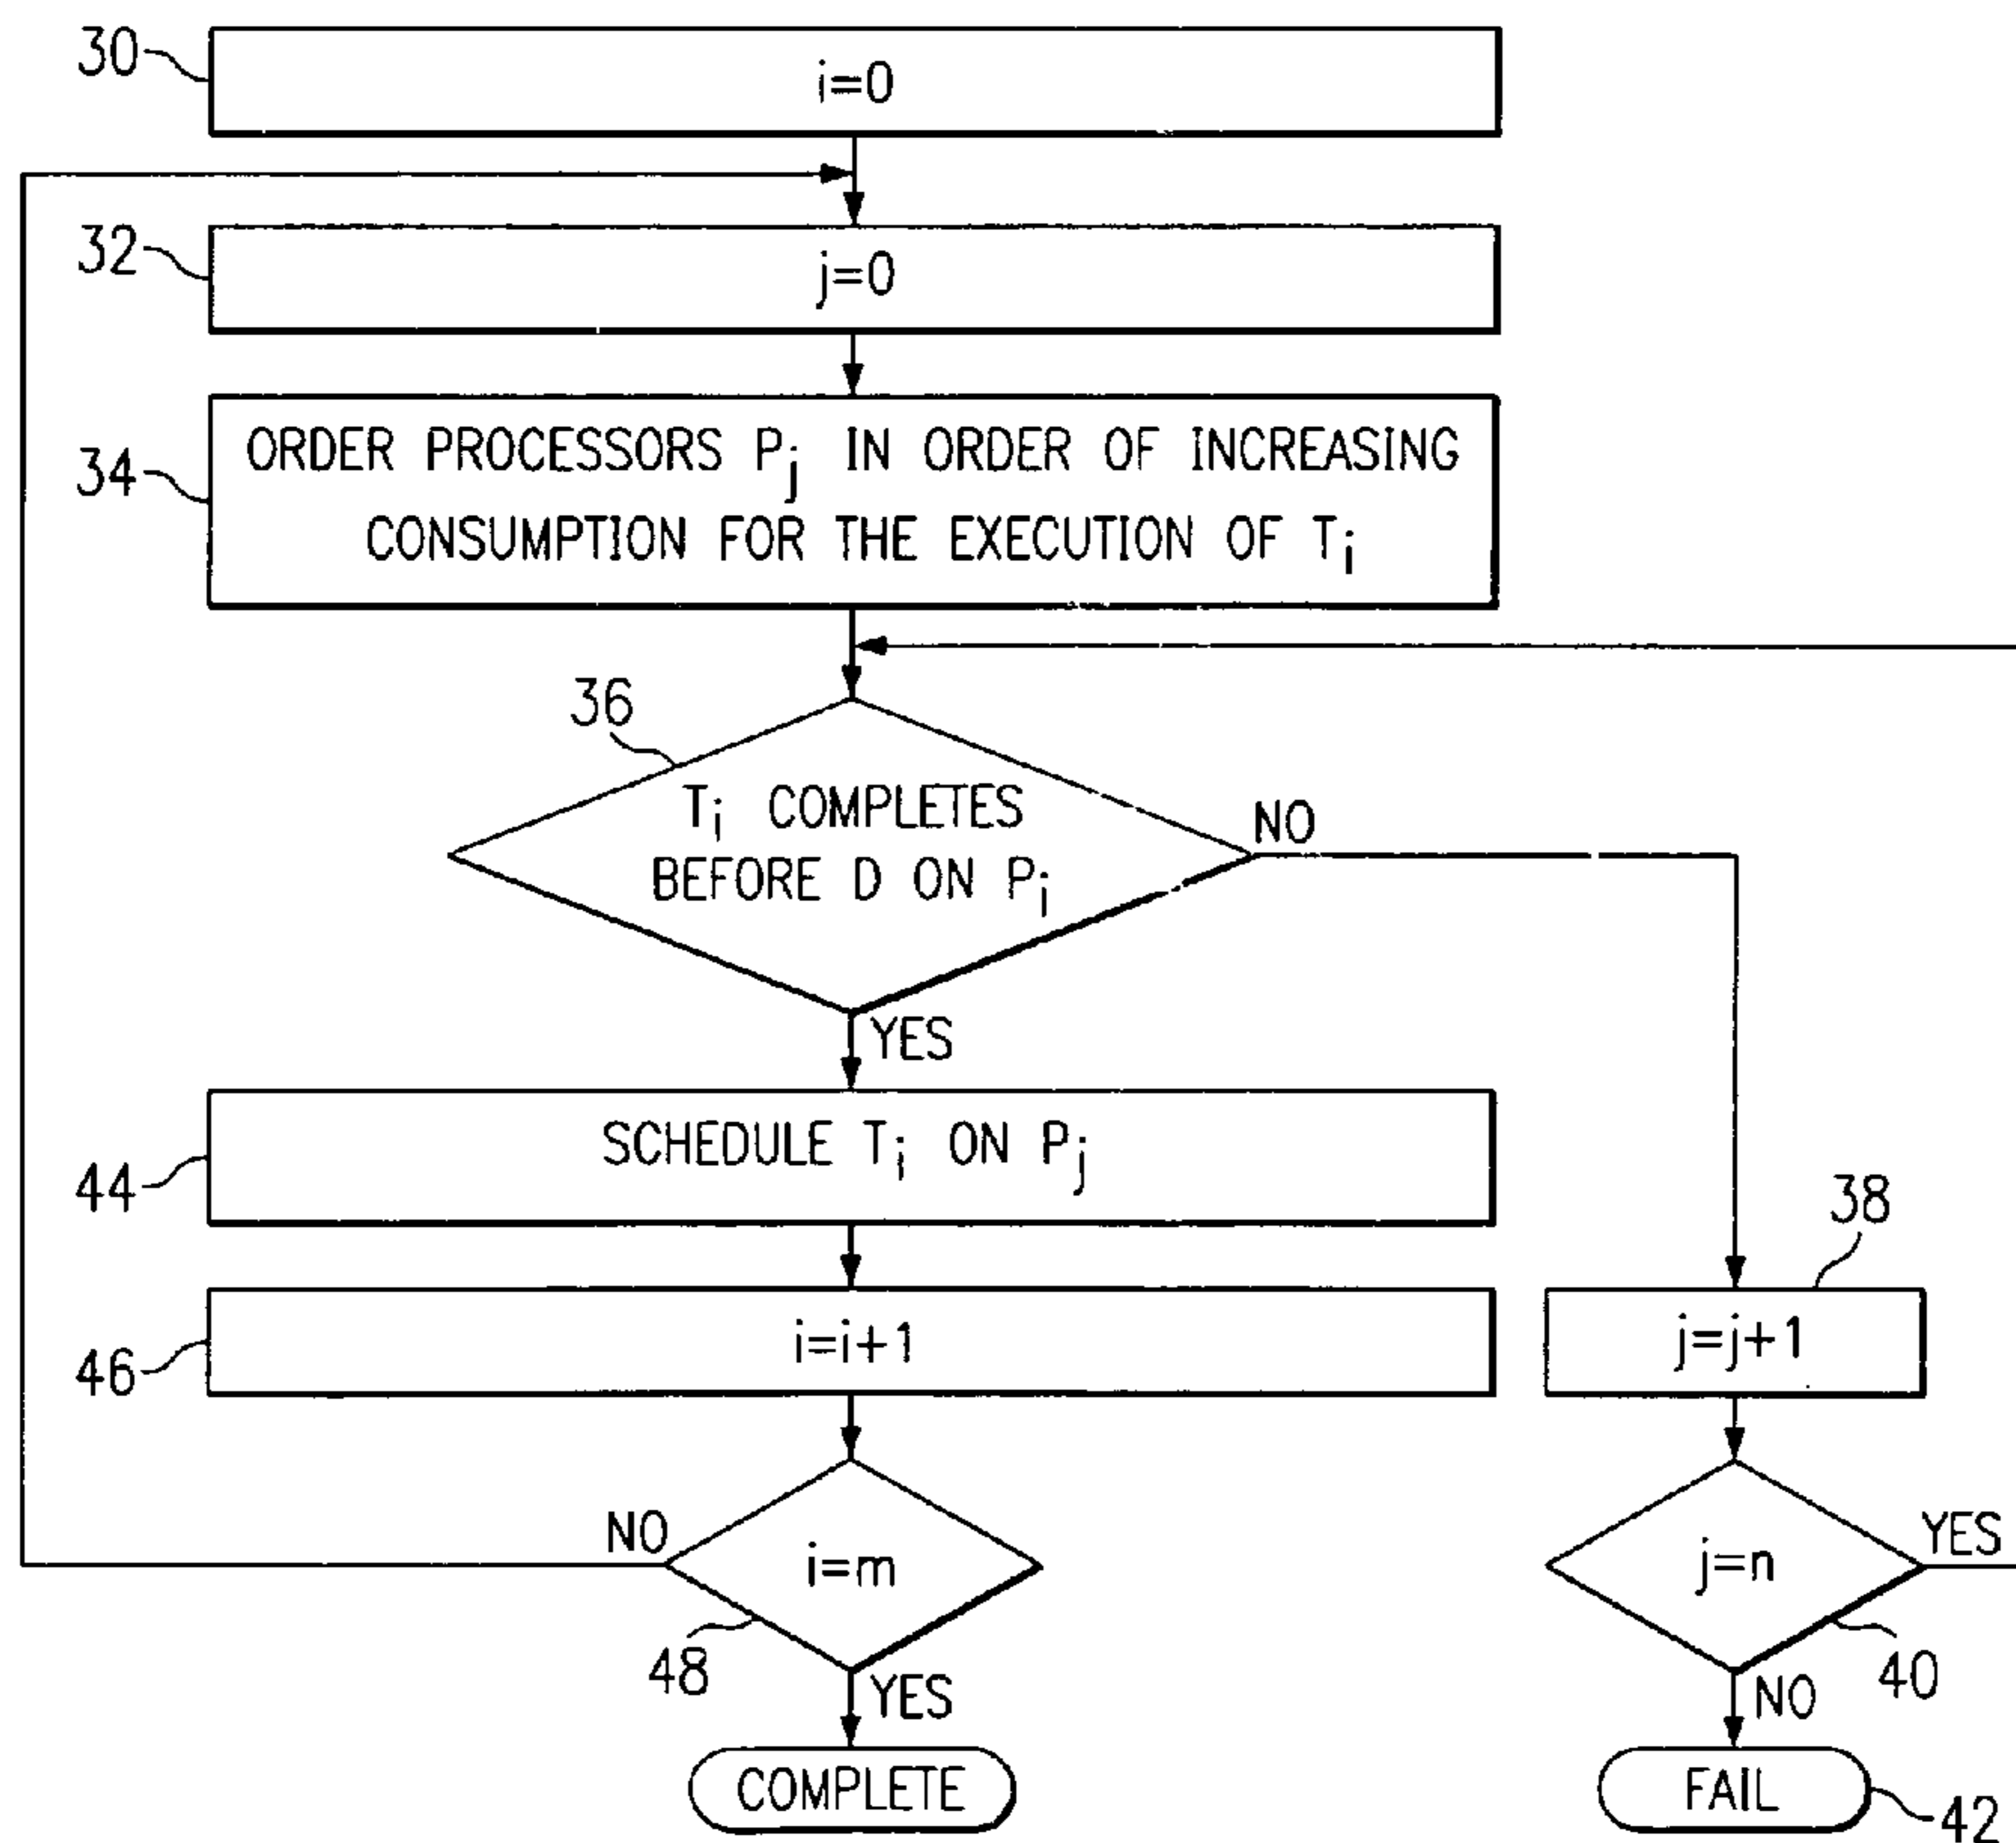 30
i=0
32
j=0
34
ORDER PROCESSORS Pj IN ORDER OF INCREASING
CONSUMPTION FOR THE EXECUTION OF Ti
36
Ti COMPLETES
BEFORE D ON Pi
NO
YES
44
SCHEDULE Ti ON Pj
38
46
i=i+1
j=j+1
NO
i=m
j=n
YES
48
YES
40
NO
COMPLETE
FAIL
42